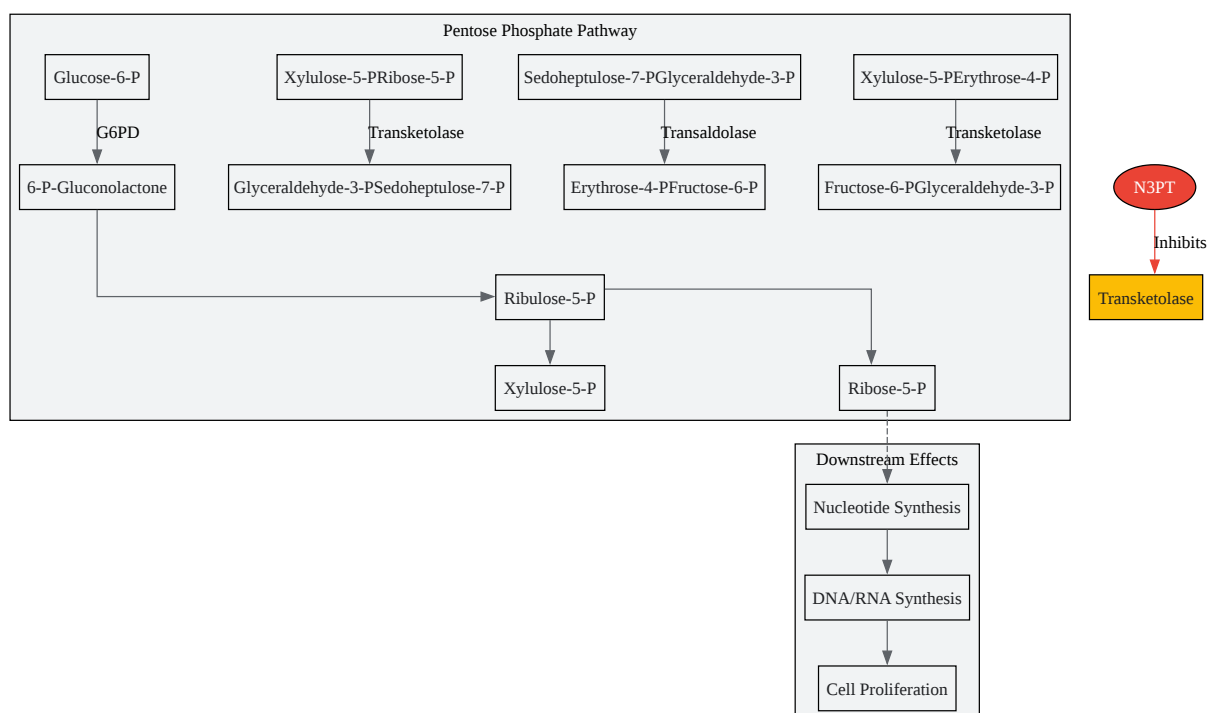 Pentose Phosphate Pathway
Glucose-6-P
Xylulose-5-PRibose-5-P
Sedoheptulose-7-PGlyceraldehyde-3-P
Xylulose-5-PErythrose-4-P
G6PD
Transketolase
Transaldolase
Transketolase
6-P-Gluconolactone
Glyceraldehyde-3-PSedoheptulose-7-P
Erythrose-4-PFructose-6-P
Fructose-6-PGlyceraldehyde-3-P
N3PT
Inhibits
Ribulose-5-P
Transketolase
Xylulose-5-P
Ribose-5-P
Downstream Effects
Nucleotide Synthesis
DNA/RNA Synthesis
Cell Proliferation